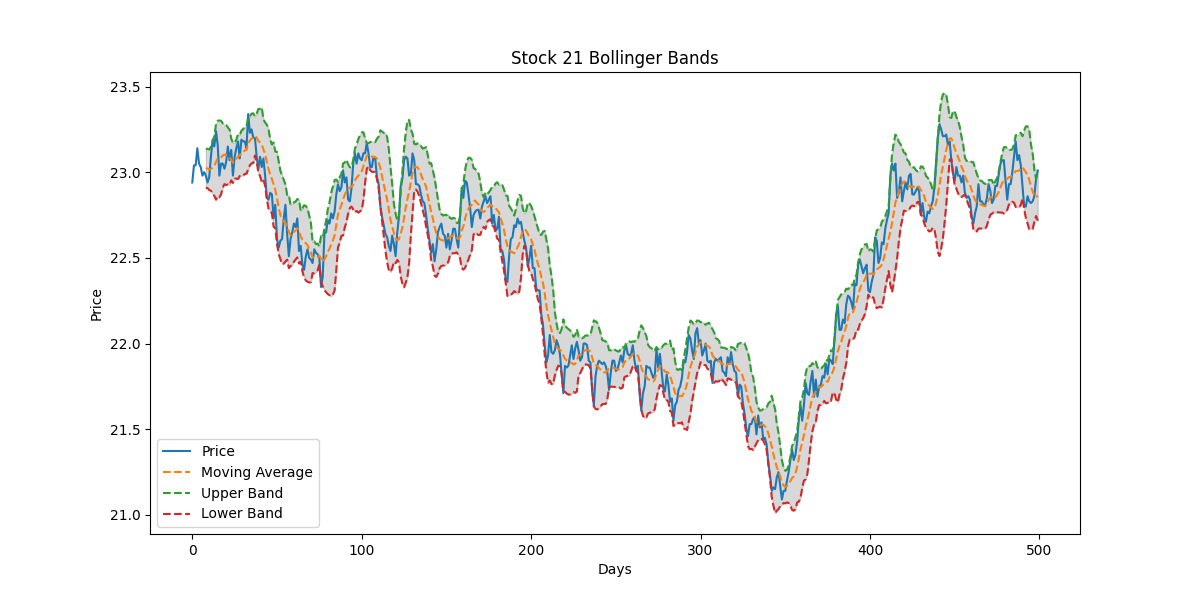 Stock 21 Bollinger Bands
Price
23.5
23.0
22.5
22.0
21.5
21.0
Price
Moving Average
Upper Band
Lower Band
0 100 200 300 400 500
Days